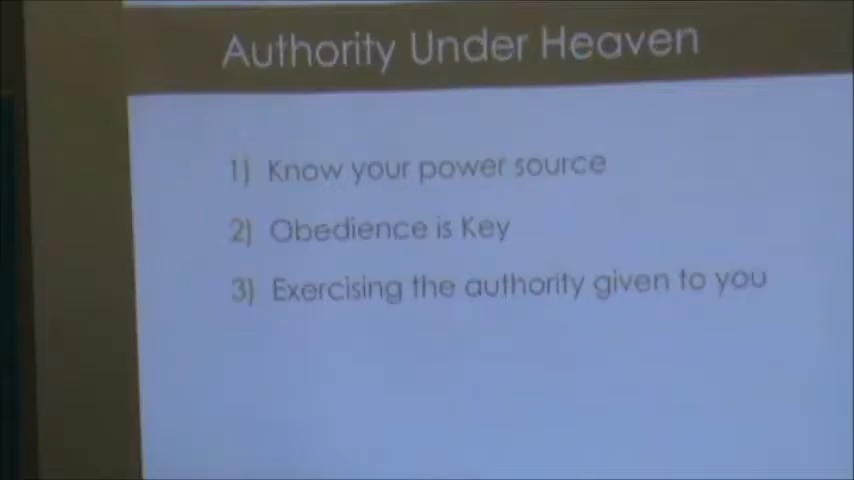 Authority Under Heaven
1) Know your power source
2) Obedience is Key
3) Exercising the authority given to you